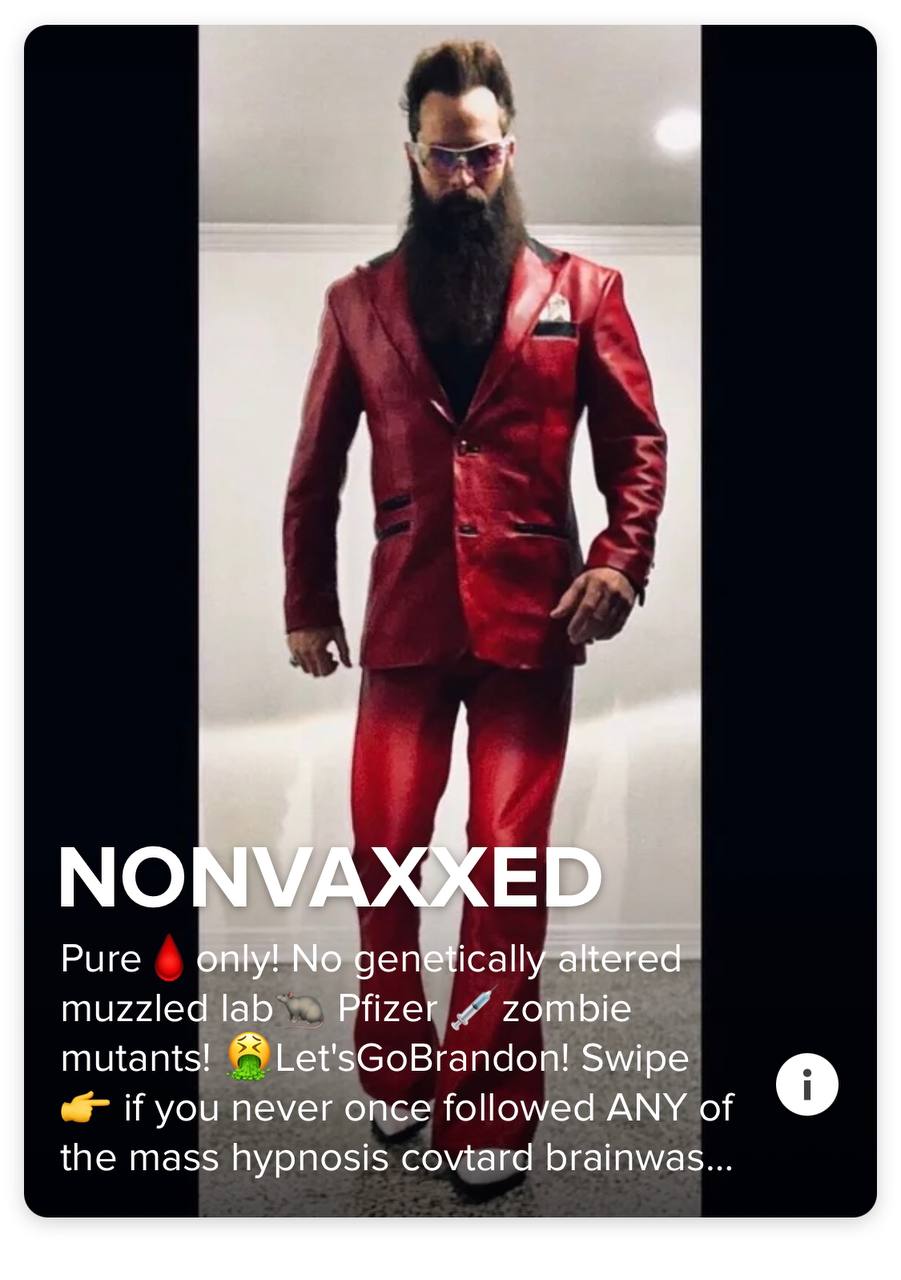 NONVAXXED
Pure 🩸 only! No genetically altered
muzzled lab🐀 Pfizer 💉 zombie
mutants! 🤮Let'sGoBrandon! Swipe
👉 if you never once followed ANY of
the mass hypnosis covtard brainwas...